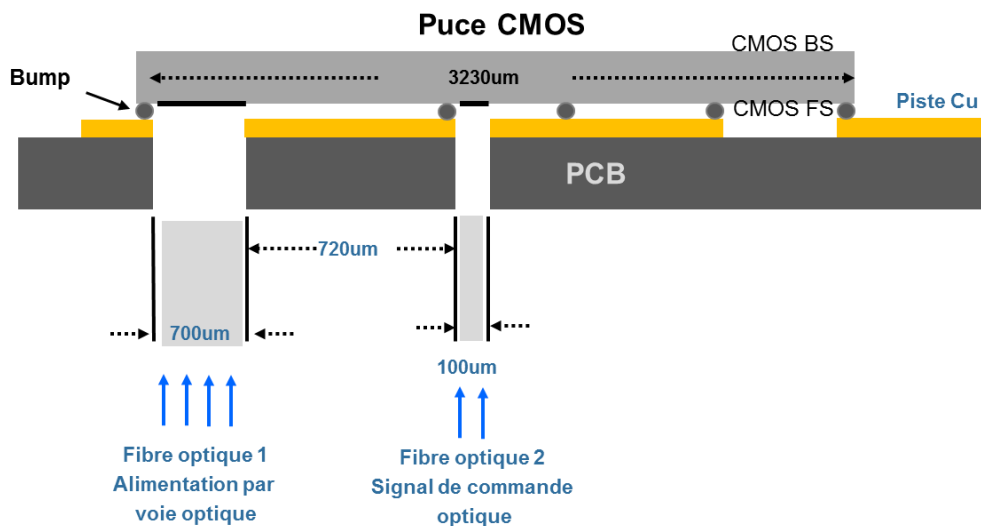 Puce CMOS
CMOS BS
Bump
3230um
CMOS FS
Piste Cu
PCB
720um
700um
100um
Fibre optique 1
Alimentation par
voie optique
Fibre optique 2
Signal de commande
optique